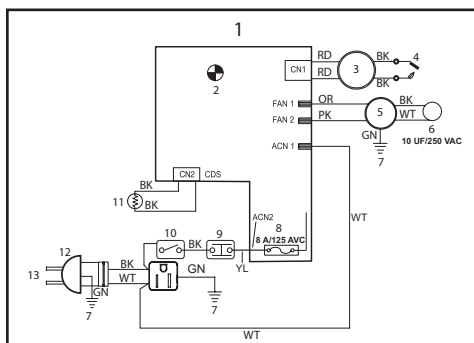 1
2
CN1
RD
RD
3
BK
BK
4
FAN 1
OR
FAN 2
PK
5
BK
WT
6
10 UF/250 VAC
GN
7
ACN 1
CN2
CDS
BK
BK
11
WT
ACN2
8
8 A/125 AVC
10
BK
9
YL
12
13
BK
WT
GN
7
GN
7
WT